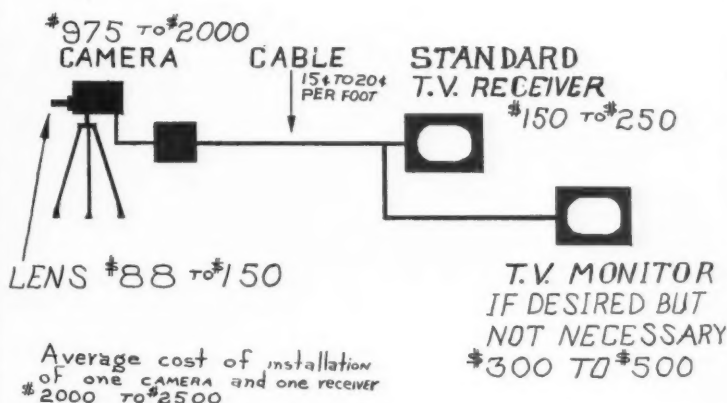 $975 TO $2000
CAMERA
CABLE
15¢ TO 20¢
PER FOOT
STANDARD
T.V. RECEIVER
$150 TO $250
LENS $88 TO $150
T.V. MONITOR
IF DESIRED BUT
NOT NECESSARY
$300 TO $500
Average cost of installation
of one CAMERA and one receiver
$2000 TO $2500